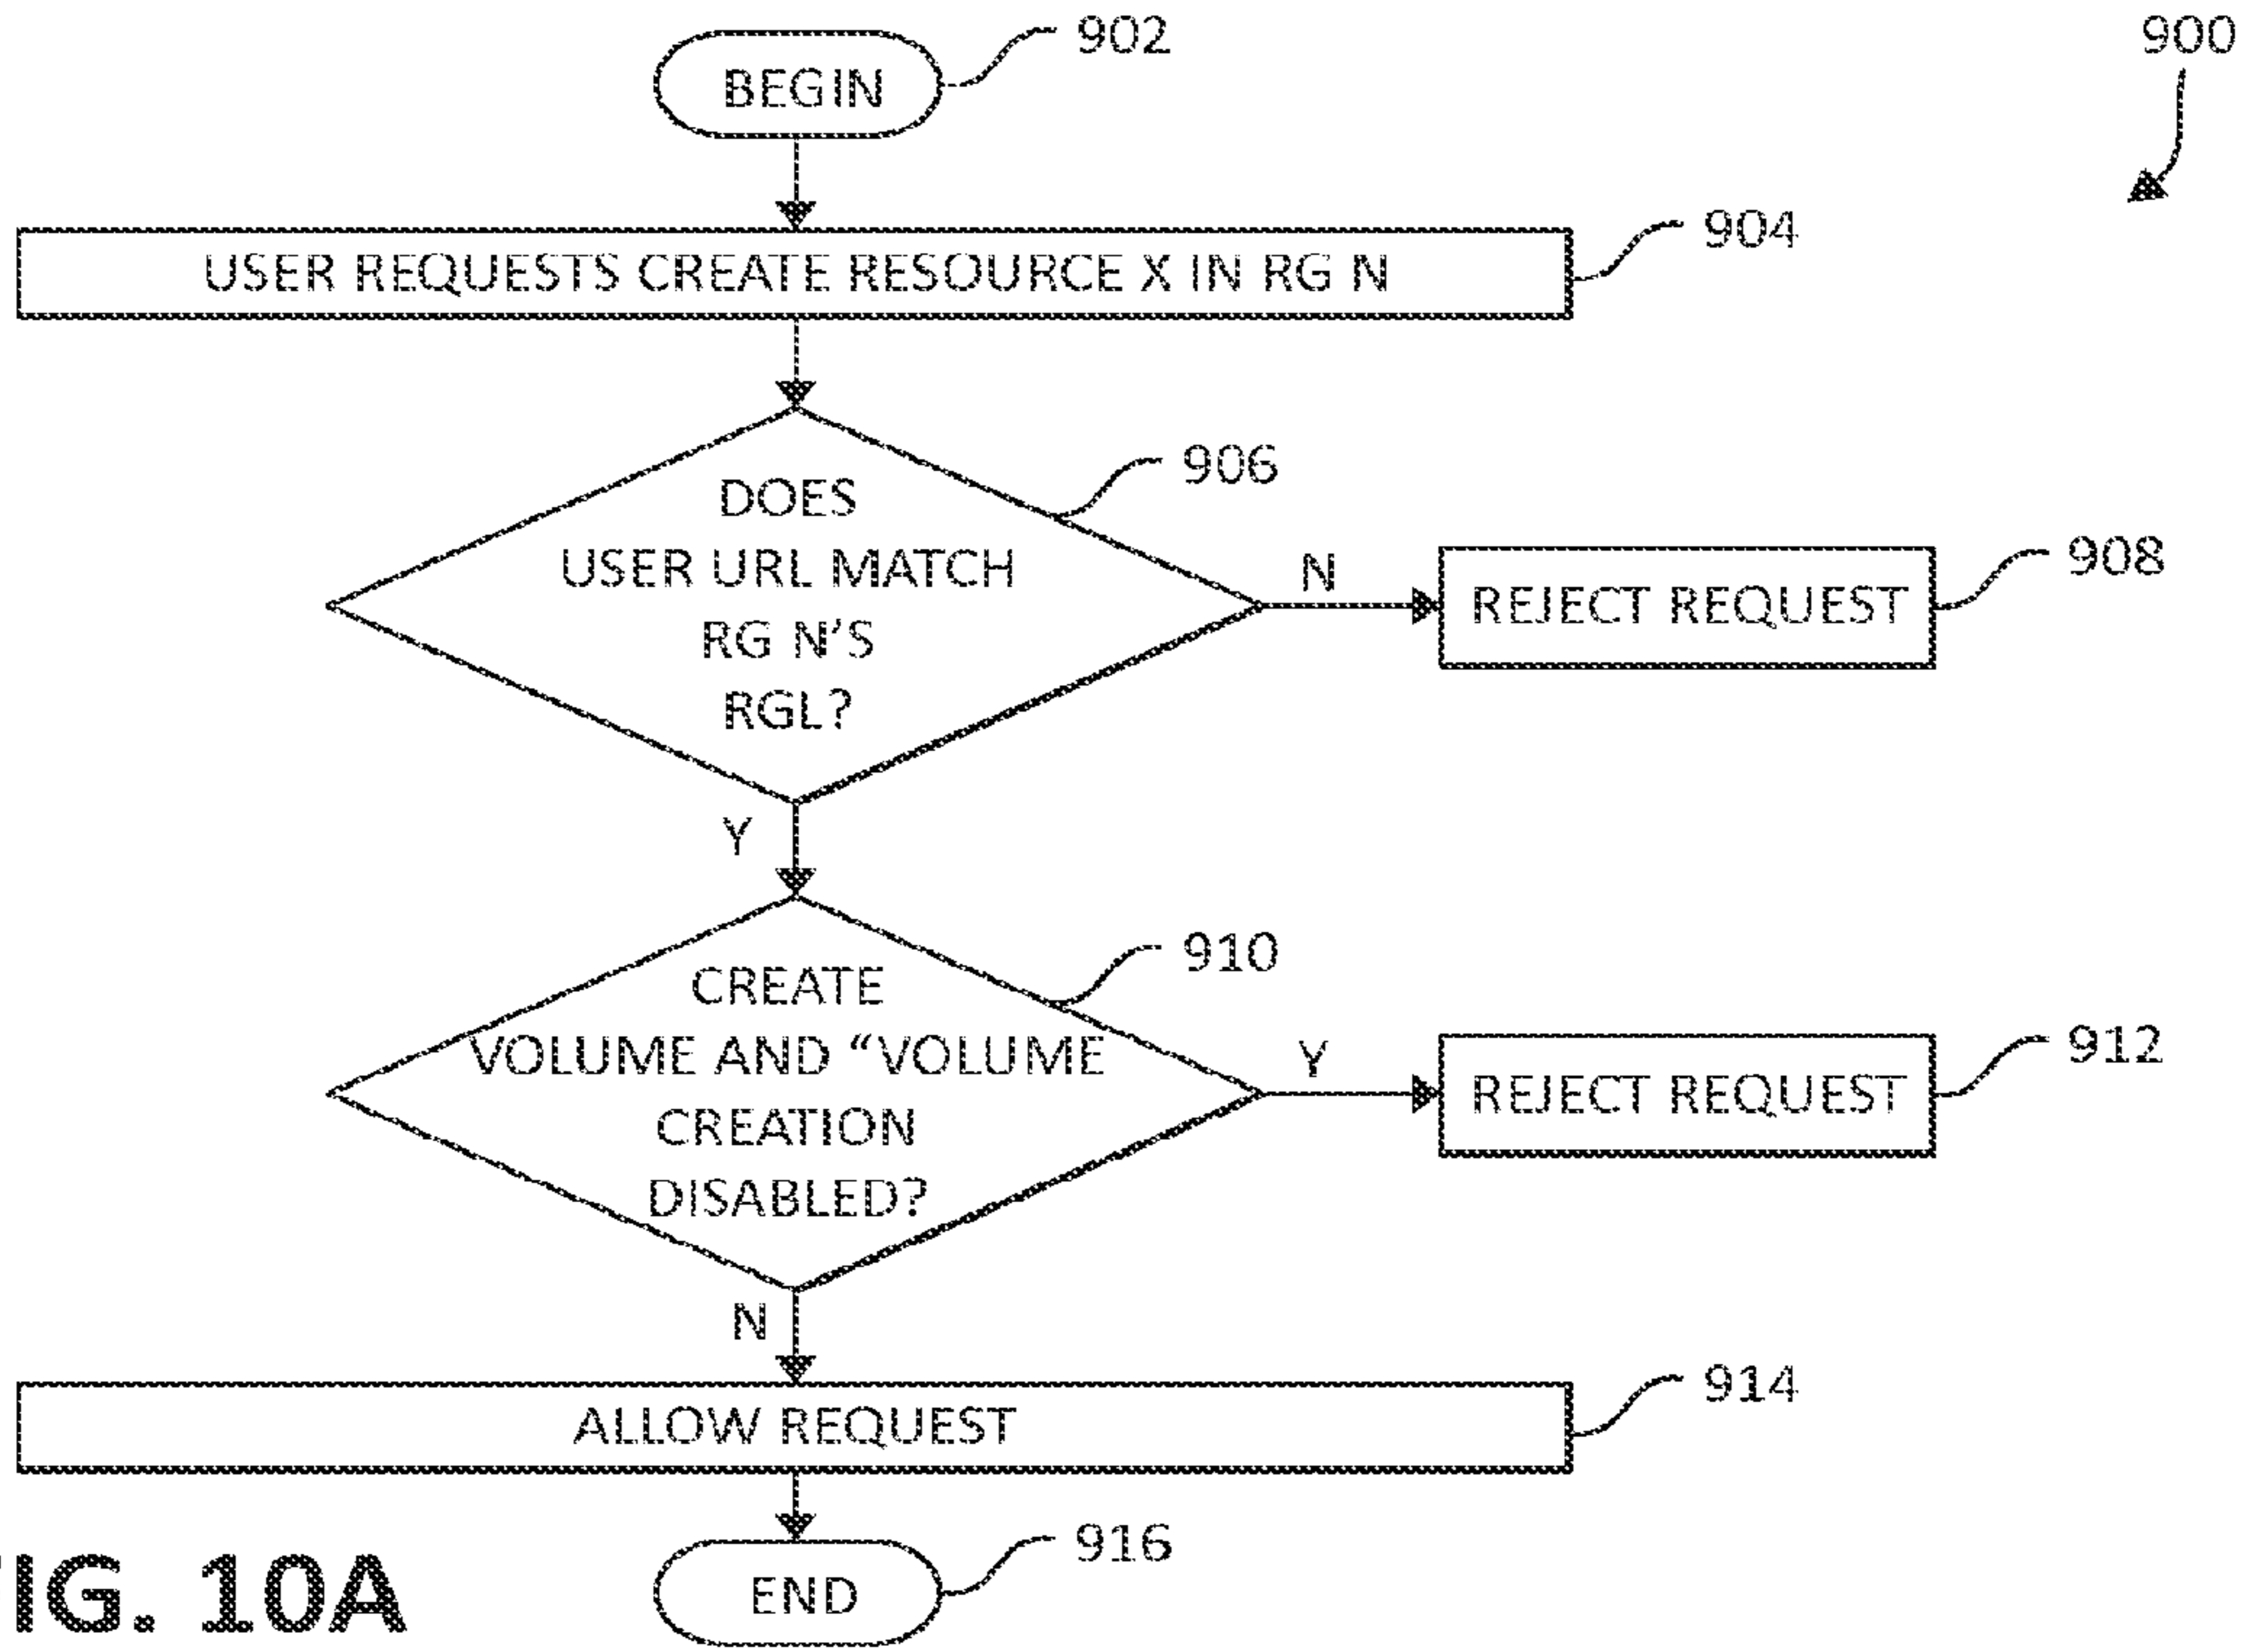 902
900
BEGIN
904
USER REQUESTS CREATE RESOURCE X IN RG N
906
DOES
USER URL MATCH
RG N'S
RGL?
N
908
REJECT REQUEST
Y
910
CREATE
VOLUME AND “VOLUME
CREATION
DISABLED?
Y
912
REJECT REQUEST
N
914
ALLOW REQUEST
916
END
IG. 10A